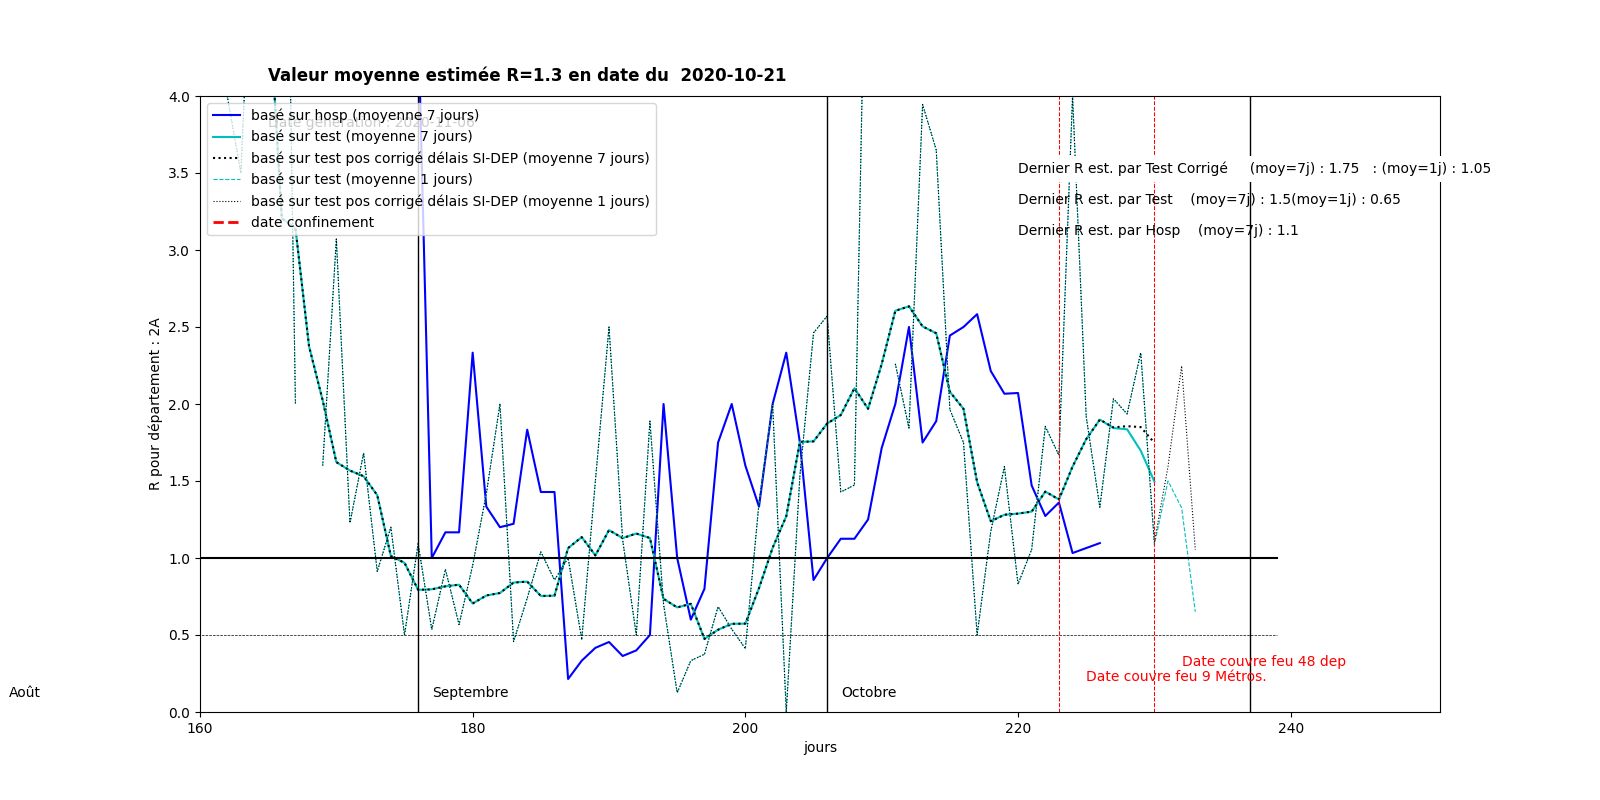 Valeur moyenne estimée R=1.3 en date du  2020-10-21
4.0
3.5
3.0
2.5
2.0
1.5
1.0
0.5
0.0
R pour département : 2A
basé sur hosp (moyenne 7 jours)
Date génération : 2020-11-06
basé sur test (moyenne 7 jours)
basé sur test pos corrigé délais SI-DEP (moyenne 7 jours)
basé sur test (moyenne 1 jours)
basé sur test pos corrigé délais SI-DEP (moyenne 1 jours)
date confinement
Dernier R est. par Test Corrigé     (moy=7j) : 1.75   : (moy=1j) : 1.05
Dernier R est. par Test    (moy=7j) : 1.5(moy=1j) : 0.65
Dernier R est. par Hosp    (moy=7j) : 1.1
Date couvre feu 48 dep
Date couvre feu 9 Métros.
Août
Septembre
Octobre
160
180
200
220
240
jours